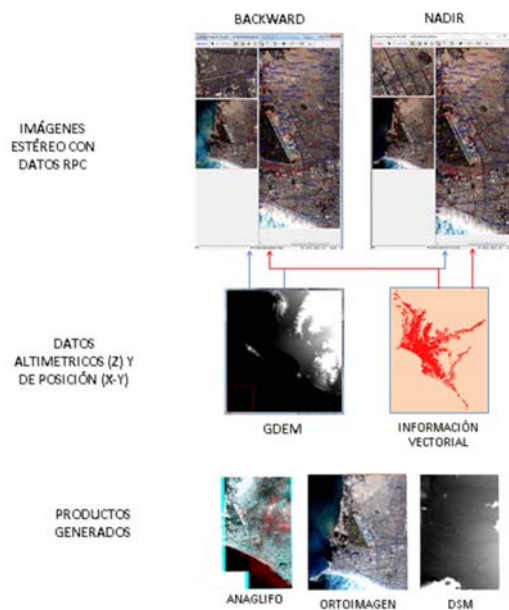 BACKWARD
NADIR
IMÁGENES
ESTÉREO CON
DATOS RPC
DATOS
ALTIMETRICOS (Z) Y
DE POSICIÓN (X-Y)
GDEM
INFORMACIÓN
VECTORIAL
PRODUCTOS
GENERADOS
ANAGLIFO
ORTOIMAGEN
DSM